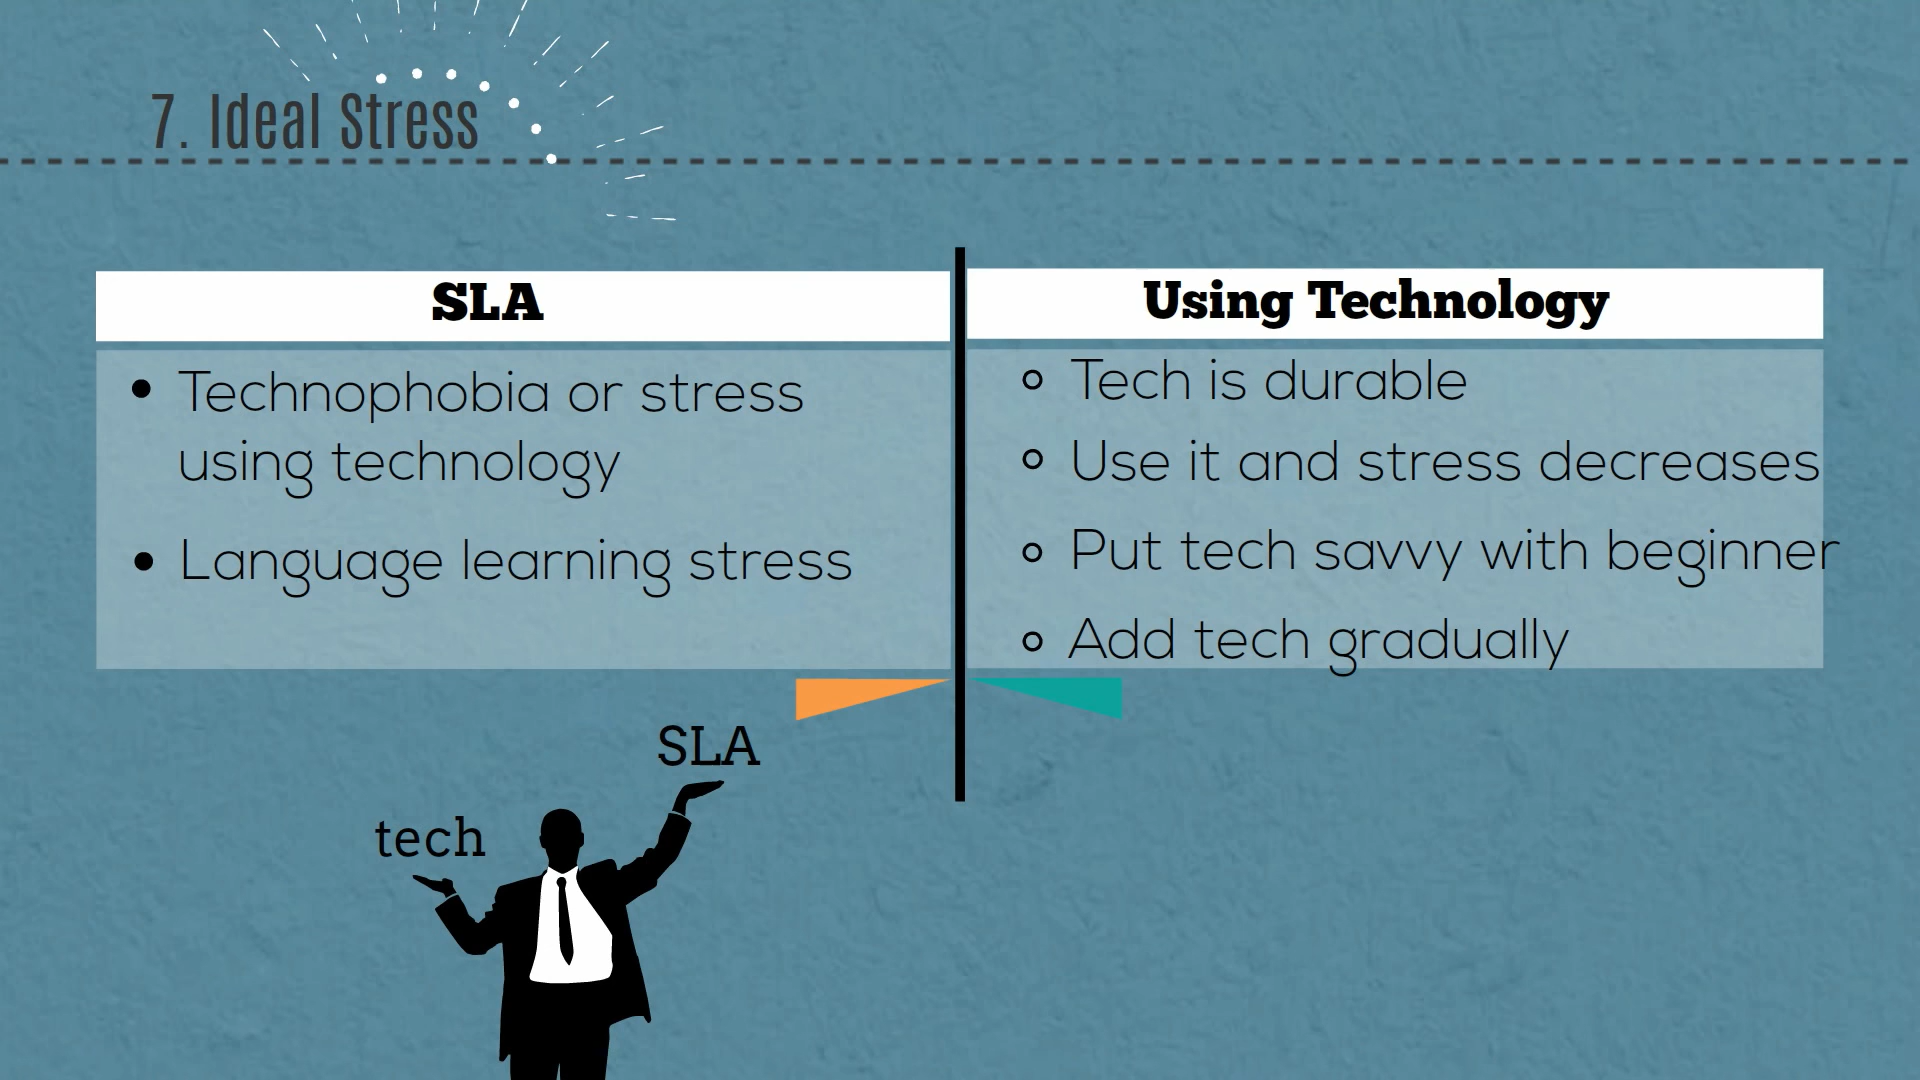 7. Ideal Stress
SLA
• Technophobia or stress
using technology
• Language learning stress
Using Technology
Tech is durable
Use it and stress decreases
Put tech savvy with beginner
Add tech gradually
SLA
tech